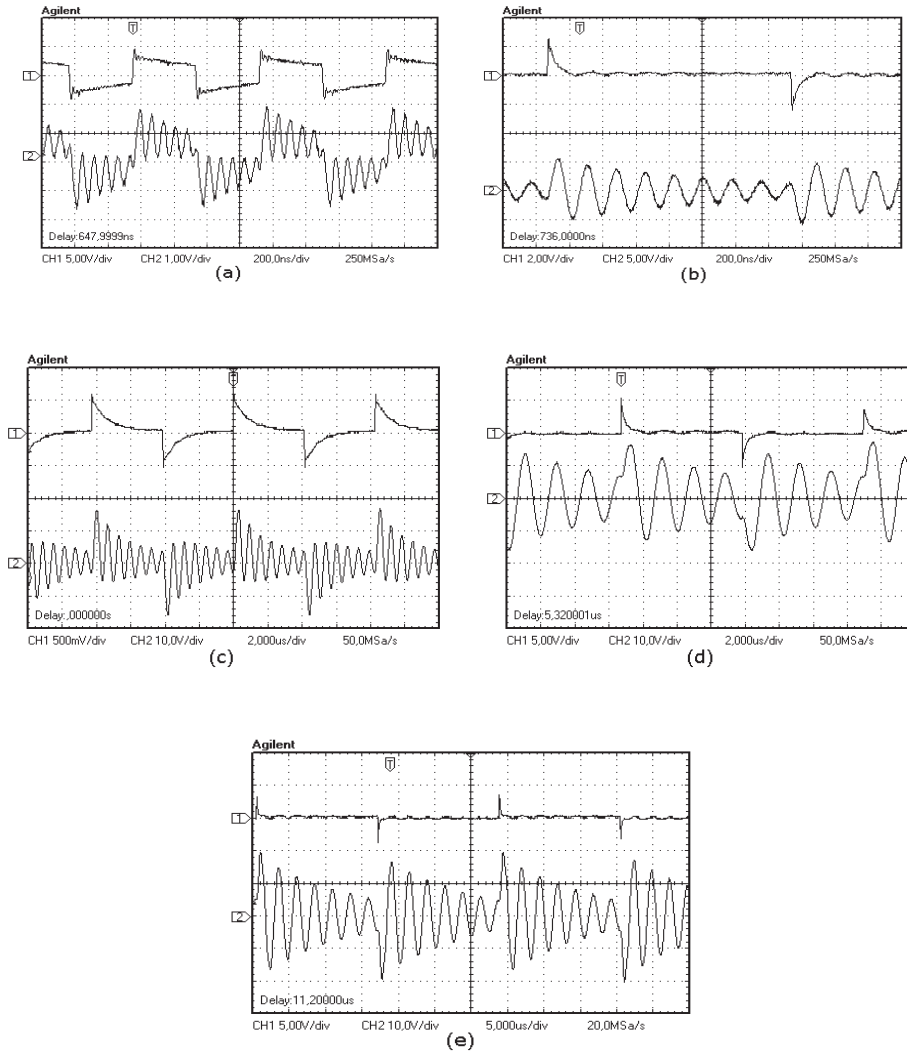 Agilent
T
1
2
Delay:647,9999ns
CH1 5,00V/div CH2 1,00V/div 200,0ns/div 250MSa/s
(a)
Agilent
T
1
2
Delay:736,0000ns
CH1 2,00V/div CH2 5,00V/div 200,0ns/div 250MSa/s
(b)
Agilent
T
1
2
Delay:,000000s
CH1 500mV/div CH2 10,0V/div 2,000us/div 50,0MSa/s
(c)
Agilent
T
1
2
Delay:5,320001us
CH1 5,00V/div CH2 10,0V/div 2,000us/div 50,0MSa/s
(d)
Agilent
T
1
2
Delay:11,20000us
CH1 5,00V/div CH2 10,0V/div 5,000us/div 20,0MSa/s
(e)